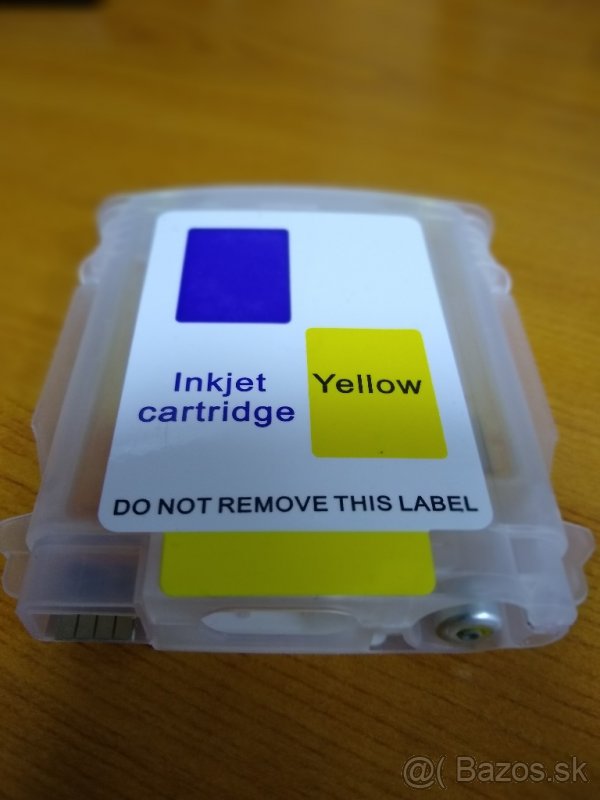 Inkjet
cartridge
Yellow
DO NOT REMOVE THIS LABEL
@( Bazos.sk